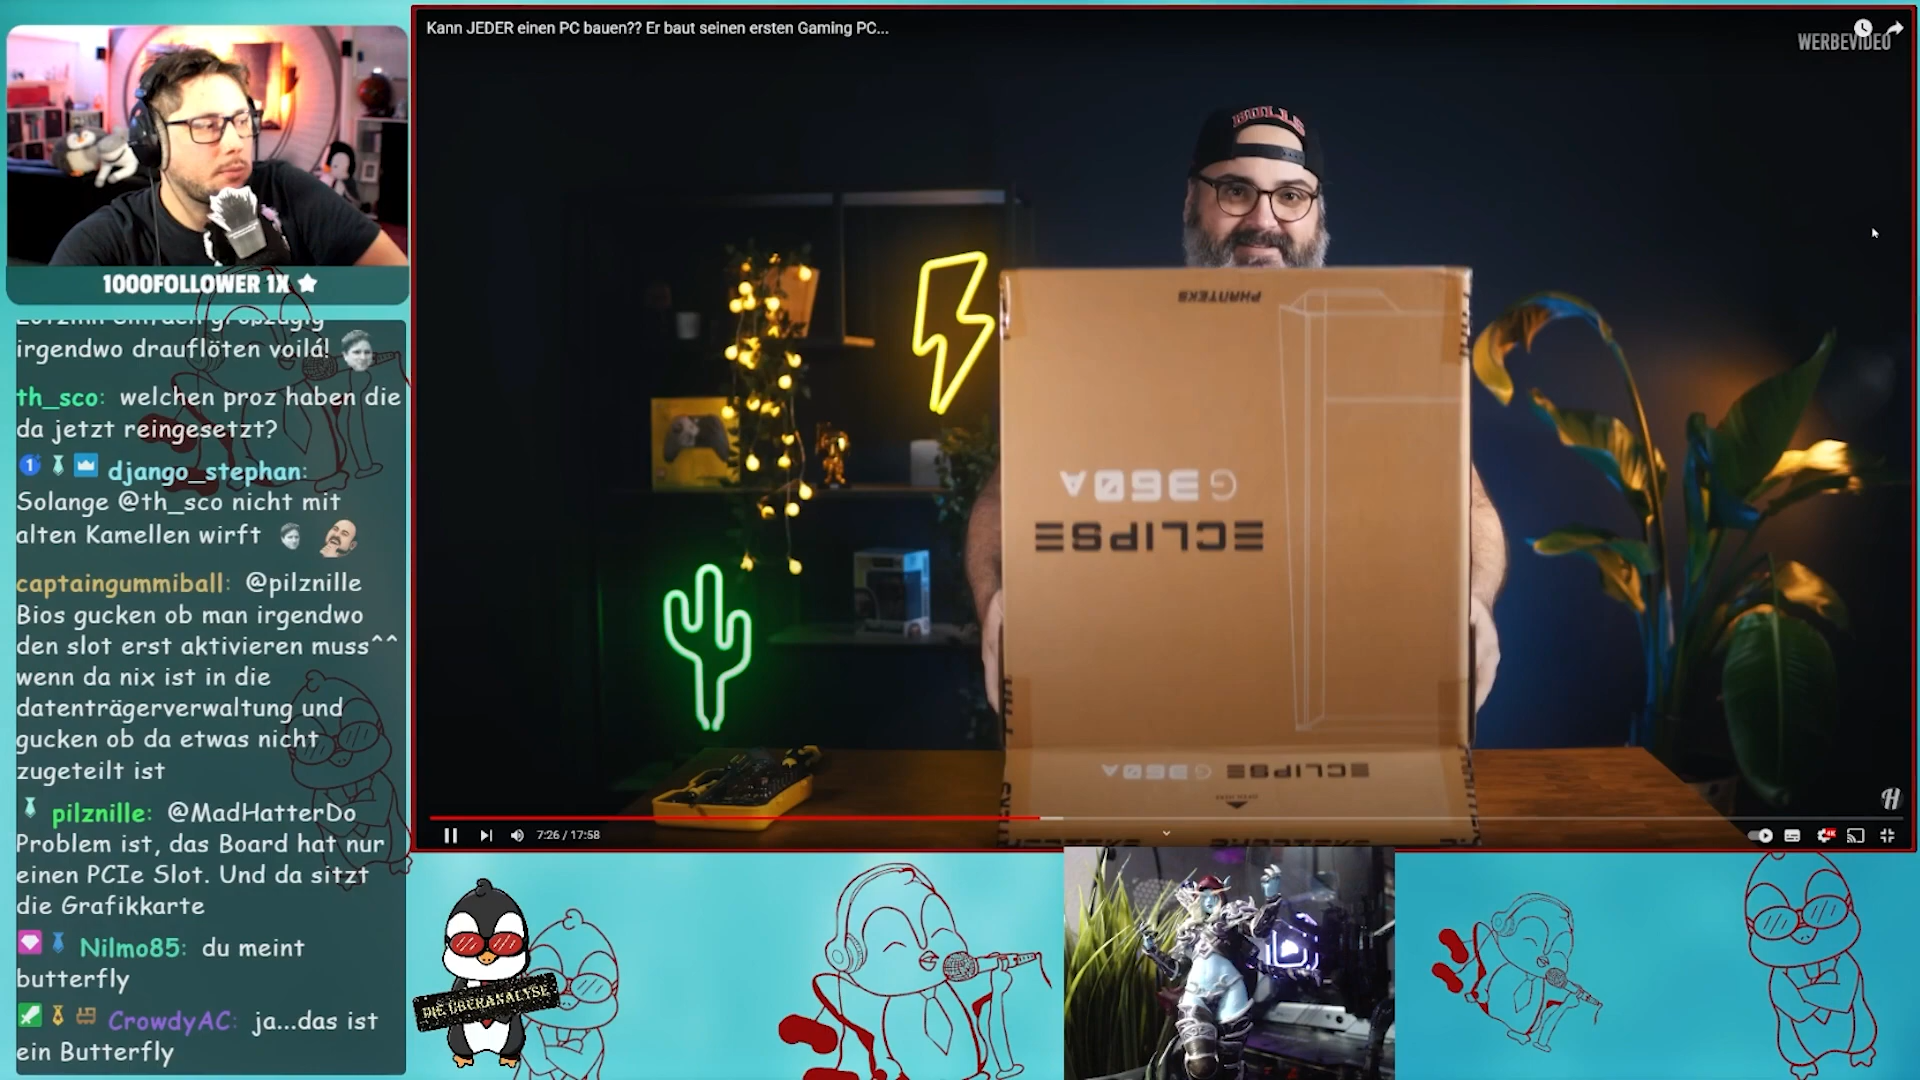 Kann JEDER einen PC bauen?? Er baut seinen ersten Gaming PC...
WERBEVIDEO
BULLS
1000FOLLOWER 1X
irgendwo drauflöten voilá!
th_sco: welchen proz haben die
da jetzt reingesetzt?
django_stephan:
Solange @th_sco nicht mit
alten Kamellen wirft
captaingummiball: @pilznille
Bios gucken ob man irgendwo
den slot erst aktivieren muss^^
wenn da nix ist in die
datenträgerverwaltung und
gucken ob da etwas nicht
zugeteilt ist
pilznille: @MadHatterDo
Problem ist, das Board hat nur
einen PCIe Slot. Und da sitzt
die Grafikkarte
Nilmo85: du meint
butterfly
CrowdyAC: ja...das ist
ein Butterfly
PHANTEKS
G360A
ECLIPSE
ECLIPSE G360A
H
7:26 / 17:58
4K
DIE ÜBERANALYSE